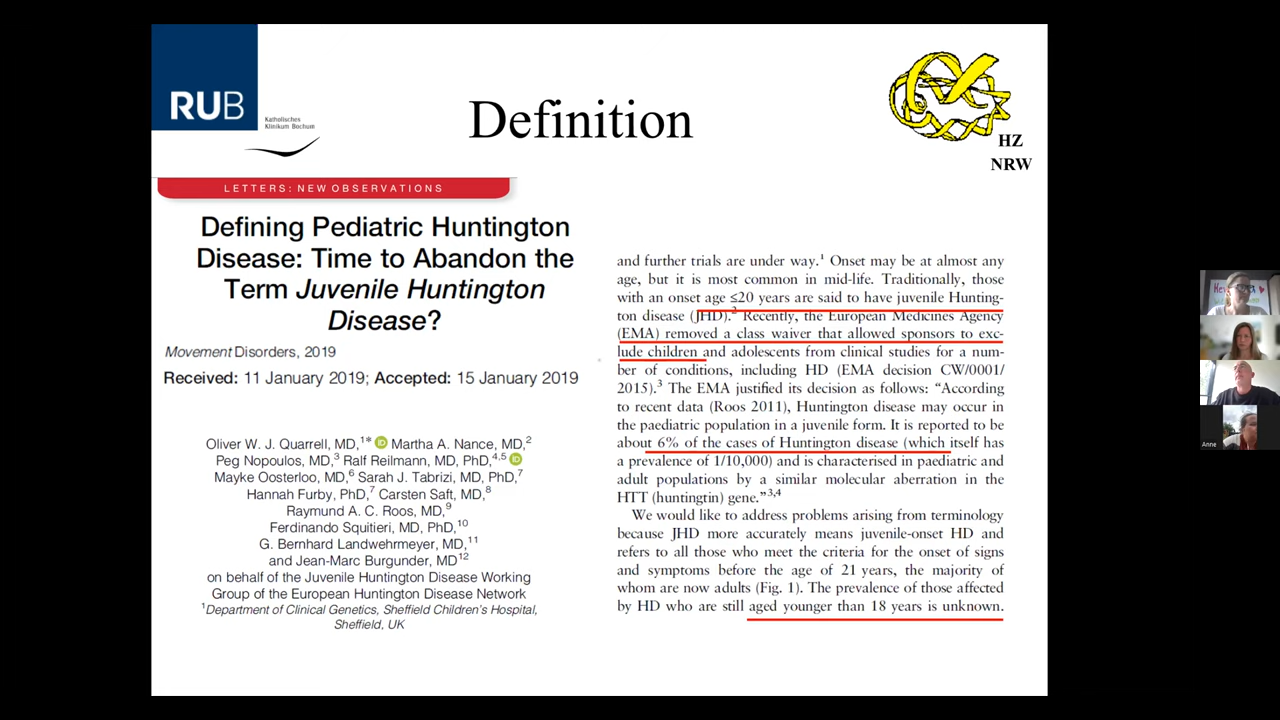 RUB
Katholisches
Klinikum Bochum
Definition
HZ
NRW
LETTERS: NEW OBSERVATIONS
Defining Pediatric Huntington
Disease: Time to Abandon the
Term Juvenile Huntington
Disease?
Movement Disorders, 2019
Received: 11 January 2019; Accepted: 15 January 2019
Oliver W. J. Quarrell, MD,1* iD Martha A. Nance, MD,2
Peg Nopoulos, MD,3 Ralf Reilmann, MD, PhD,4,5 iD
Mayke Oosterloo, MD,6 Sarah J. Tabrizi, MD, PhD,7
Hannah Furby, PhD,7 Carsten Saft, MD,8
Raymund A. C. Roos, MD,9
Ferdinando Squitieri, MD, PhD,10
G. Bernhard Landwehrmeyer, MD,11
and Jean-Marc Burgunder, MD12
on behalf of the Juvenile Huntington Disease Working
Group of the European Huntington Disease Network
1Department of Clinical Genetics, Sheffield Children's Hospital,
Sheffield, UK
and further trials are under way.1 Onset may be at almost any
age, but it is most common in mid-life. Traditionally, those
with an onset age ≤20 years are said to have juvenile Hunting-
ton disease (JHD).2 Recently, the European Medicines Agency
(EMA) removed a class waiver that allowed sponsors to exc-
lude children and adolescents from clinical studies for a num-
ber of conditions, including HD (EMA decision CW/0001/
2015).3 The EMA justified its decision as follows: "According
to recent data (Roos 2011), Huntington disease may occur in
the paediatric population in a juvenile form. It is reported to be
about 6% of the cases of Huntington disease (which itself has
a prevalence of 1/10,000) and is characterised in paediatric and
adult populations by a similar molecular aberration in the
HTT (huntingtin) gene."3,4
We would like to address problems arising from terminology
because JHD more accurately means juvenile-onset HD and
refers to all those who meet the criteria for the onset of signs
and symptoms before the age of 21 years, the majority of
whom are now adults (Fig. 1). The prevalence of those affected
by HD who are still aged younger than 18 years is unknown.
Anne